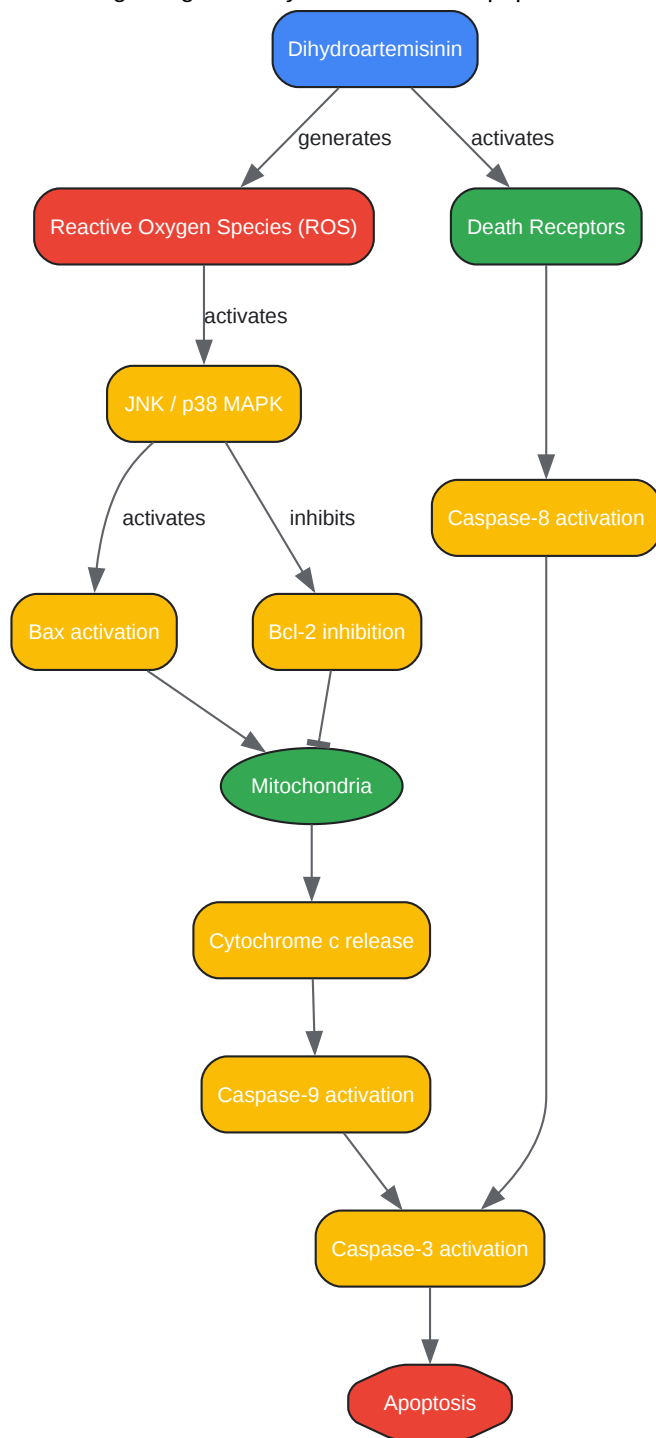 Dihydroartemisinin
generates
activates
Reactive Oxygen Species (ROS)
Death Receptors
activates
JNK / p38 MAPK
activates
inhibits
Caspase-8 activation
Bax activation
Bcl-2 inhibition
Mitochondria
Cytochrome c release
Caspase-9 activation
Caspase-3 activation
Apoptosis